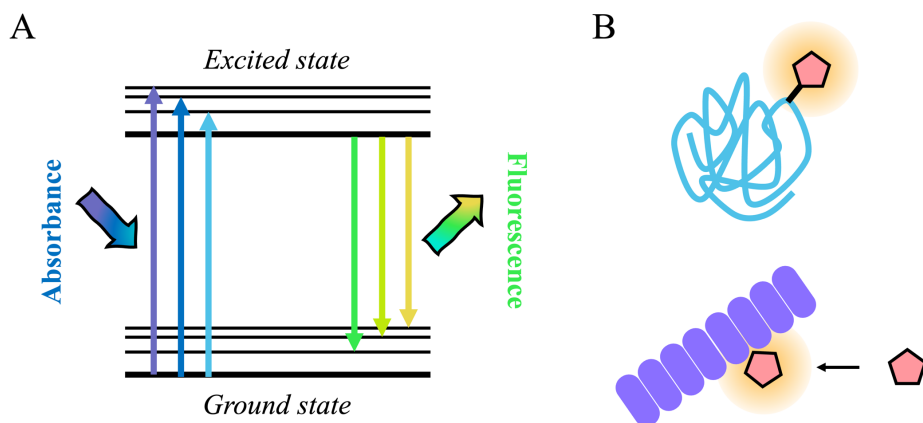 A
B
Excited state
Absorbance
Fluorescence
Ground state